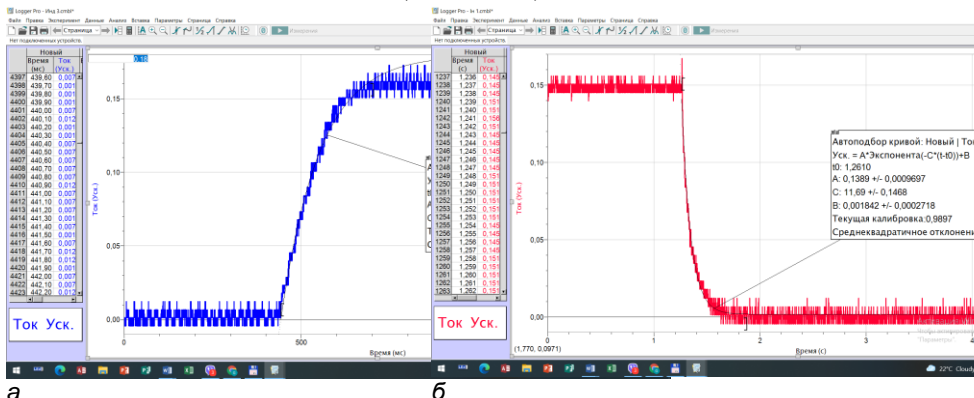 Logger Pro - Инд 3.cmbl*
Файл Правка Эксперимент Данные Анализ Вставка Параметры Страница Справка
Страница
Измерение
Нет подключенных устройств.
Новый
Время Ток
(мс) (Уск.)
4397 439,60 0,007
4398 439,70 0,001
4399 439,80 0,001
4400 439,90 0,001
4401 440,00 0,007
4402 440,10 0,012
4403 440,20 0,001
4404 440,30 0,001
4405 440,40 0,007
4406 440,50 0,007
4407 440,60 0,007
4408 440,70 0,007
4409 440,80 0,007
4410 440,90 0,012
4411 441,00 0,007
4412 441,10 0,007
4413 441,20 0,007
4414 441,30 0,007
4415 441,40 0,007
4416 441,50 0,001
4417 441,60 0,007
4418 441,70 0,012
4419 441,80 0,012
4420 441,90 0,001
4421 442,00 0,007
4422 442,10 0,007
4423 442,20 0,012
Ток Уск.
0,18
0,15
0,10
0,05
0,00
Ток (Уск.)
0
500
Время (мс)
а
Файл Правка Эксперимент Данные Анализ Вставка Параметры Страница Справка
Страница
Измерение
Нет подключенных устройств.
Новый
Время Ток
(с) (Уск.)
1237 1,236 0,145
1238 1,237 0,145
1239 1,238 0,145
1240 1,239 0,151
1241 1,240 0,151
1242 1,241 0,156
1243 1,242 0,151
1244 1,243 0,151
1245 1,244 0,145
1246 1,245 0,145
1247 1,246 0,145
1248 1,247 0,145
1249 1,248 0,151
1250 1,249 0,151
1251 1,250 0,151
1252 1,251 0,151
1253 1,252 0,151
1254 1,253 0,151
1255 1,254 0,151
1256 1,255 0,145
1257 1,256 0,145
1258 1,257 0,151
1259 1,258 0,151
1260 1,259 0,151
1261 1,260 0,151
1262 1,261 0,151
1263 1,262 0,151
Ток Уск.
0,15
0,10
0,05
0,00
Ток (Уск.)
0
2
3
4
Время (с)
(1,770, 0,0971)
Автоподбор кривой: Новый | Ток
Уск. = A*Экспонента(-C*(t-t0))+B
t0: 1,2610
A: 0,1389 +/- 0,0009697
C: 11,69 +/- 0,1468
B: 0,001842 +/- 0,0002718
Текущая калибровка:0,9897
Среднеквадратичное отклонени
"Параметры".
22°C Cloudy
б